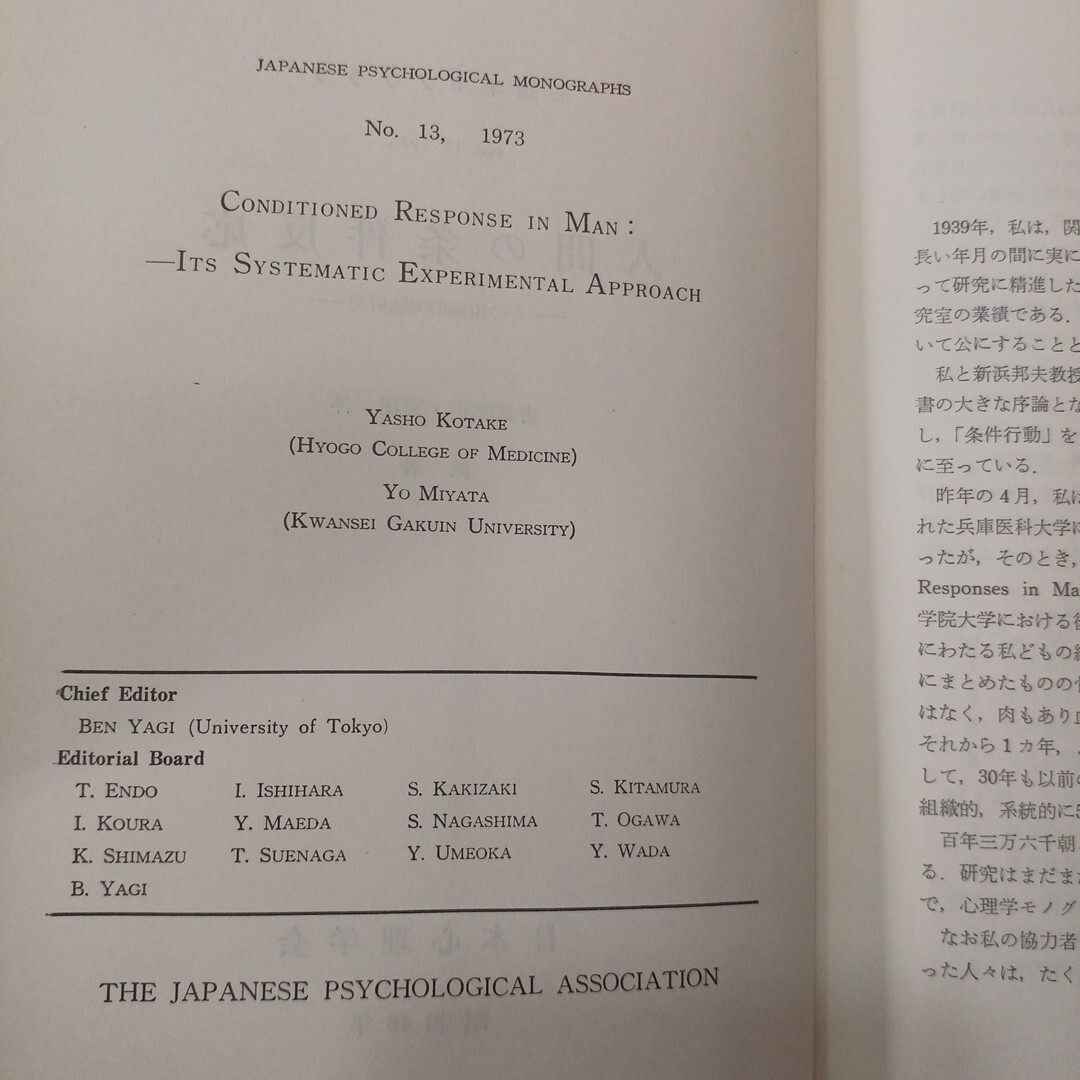 JAPANESE PSYCHOLOGICAL MONOGRAPHS
No. 13, 1973
CONDITIONED RESPONSE IN MAN:
—ITS SYSTEMATIC EXPERIMENTAL APPROACH
YASHO KOTAKE
(HYOGO COLLEGE OF MEDICINE)
YO MIYATA
(KWANSEI GAKUIN UNIVERSITY)
Chief Editor
BEN YAGI (University of Tokyo)
Editorial Board
T. ENDO I. ISHIHARA S. KAKIZAKI S. KITAMURA
I. KOURA Y. MAEDA S. NAGASHIMA T. OGAWA
K. SHIMAZU T. SUENAGA Y. UMEOKA Y. WADA
B. YAGI
THE JAPANESE PSYCHOLOGICAL ASSOCIATION
1939年，私は，関
長い年月の間に実に
って研究に精進した
究室の業績である．
いて公にすることと
私と新浜邦夫教授
書の大きな序論とな
し，「条件行動」を
に至っている．
昨年の4月，私は
れた兵庫医科大学に
ったが，そのとき，
Responses in Ma
学院大学における
にわたる私どもの
にまとめたものの
はなく，肉もあり
それから1ヵ年，
して，30年も以前の
組織的，系統的に
百年三万六千朝
る．研究はまだま
で，心理学モノグ
なお私の協力者
った人々は，たく